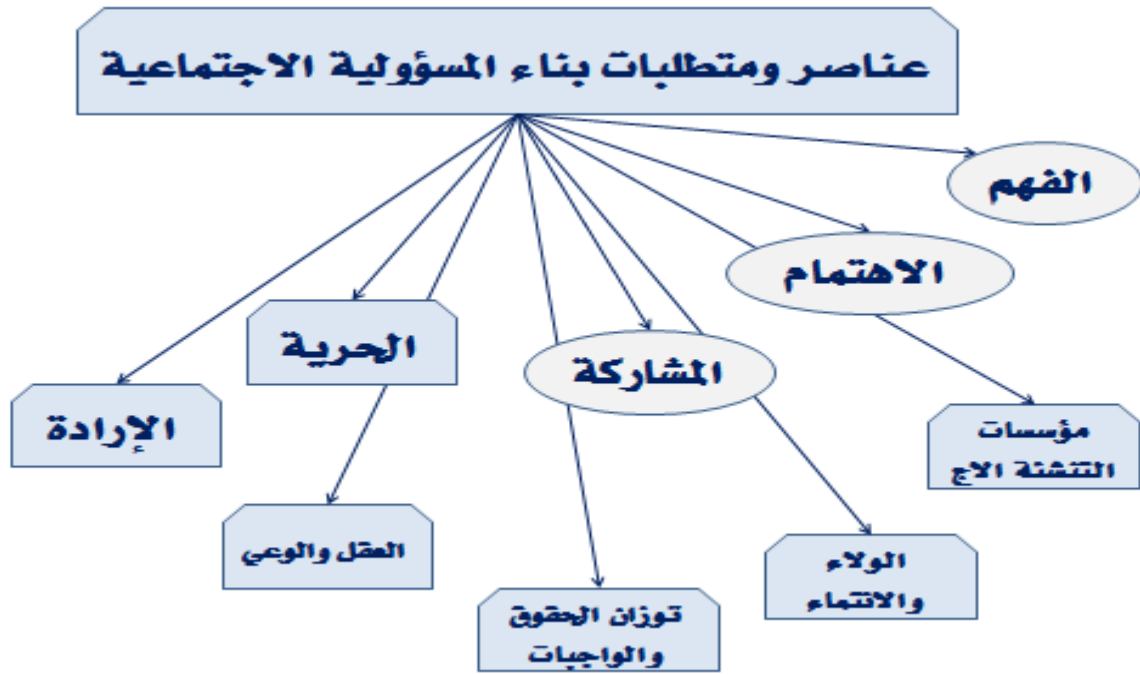 عناصر ومتطلبات بناء المسؤولية الاجتماعية
الفهم
الاهتمام
المشاركة
الحرية
الإرادة
مؤسسات
التنشئة الاج
الولاء
والانتماء
توزان الحقوق
والواجبات
العقل والوعي